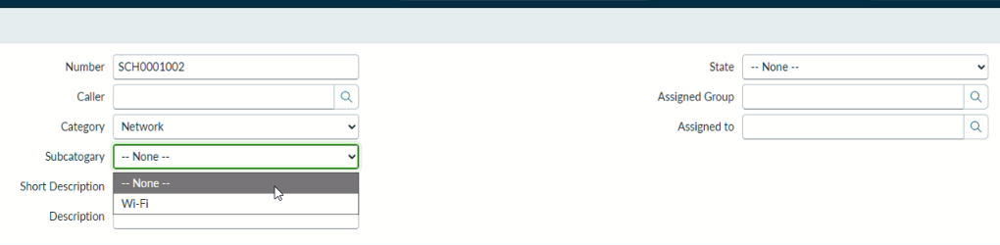 Number SCH0001002
Caller
Category Network
Subcatogary -- None --
-- None --
Wi-Fi
Short Description
Description
State -- None --
Assigned Group
Assigned to